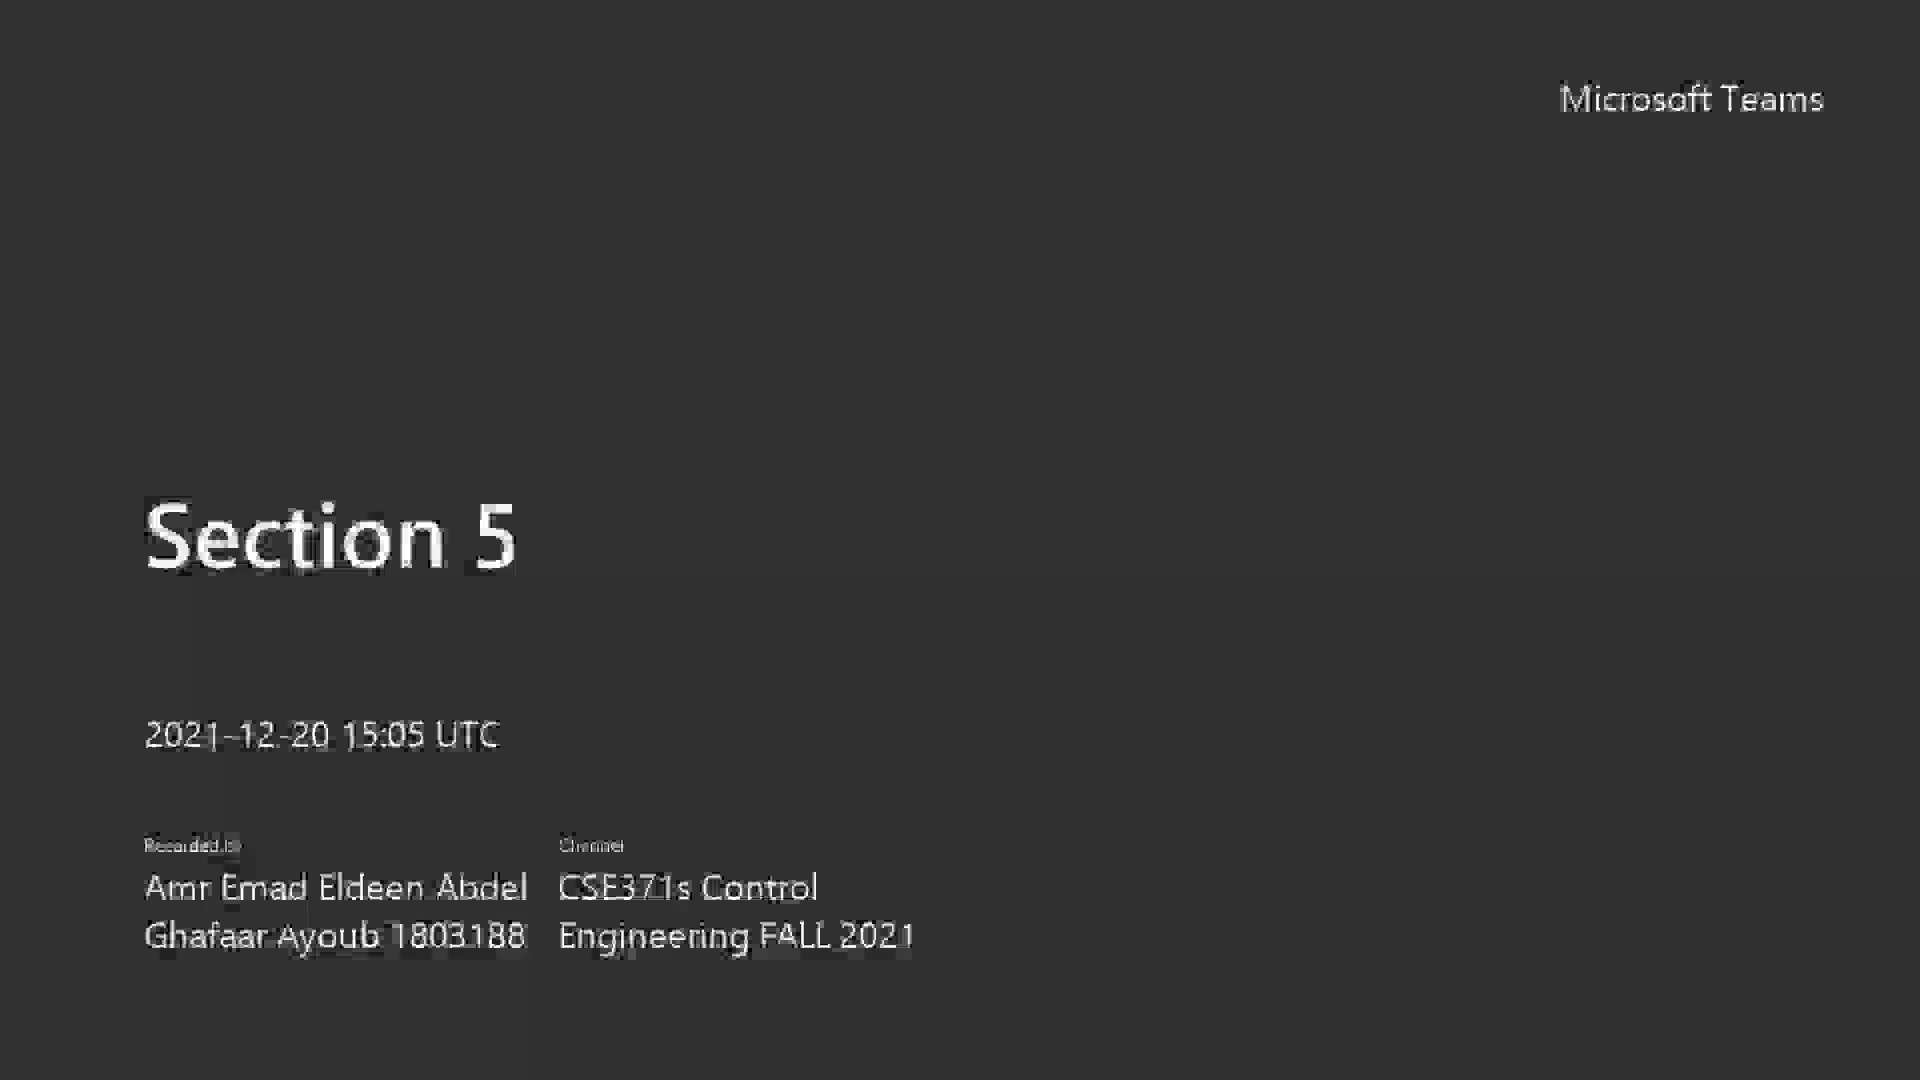 Microsoft Teams
Section 5
2021-12-20 15:05 UTC
Recorded by
Channel
Amr Emad Eldeen Abdel
Ghafaar Ayoub 1803188
CSE371s Control
Engineering FALL 2021